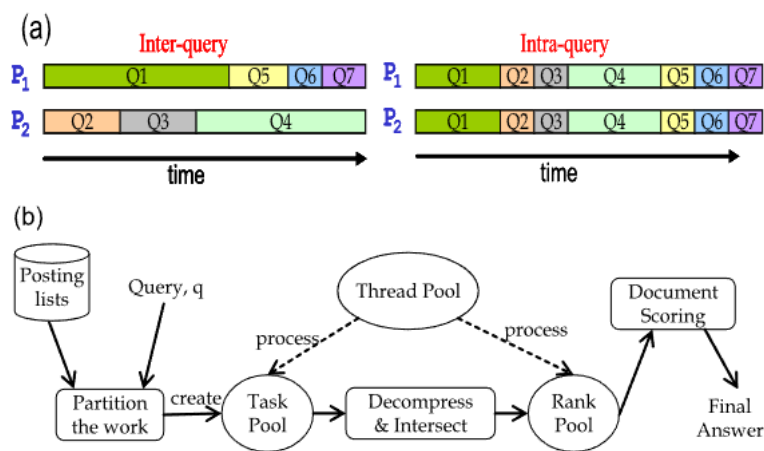 (a)
Inter-query
P1 Q1 Q5 Q6 Q7
P2 Q2 Q3 Q4
time
Intra-query
P1 Q1 Q2 Q3 Q4 Q5 Q6 Q7
P2 Q1 Q2 Q3 Q4 Q5 Q6 Q7
time
(b)
Posting
lists
Query, q
Thread Pool
Document
Scoring
process
process
Partition
the work
create
Task
Pool
Decompress
& Intersect
Rank
Pool
Final
Answer